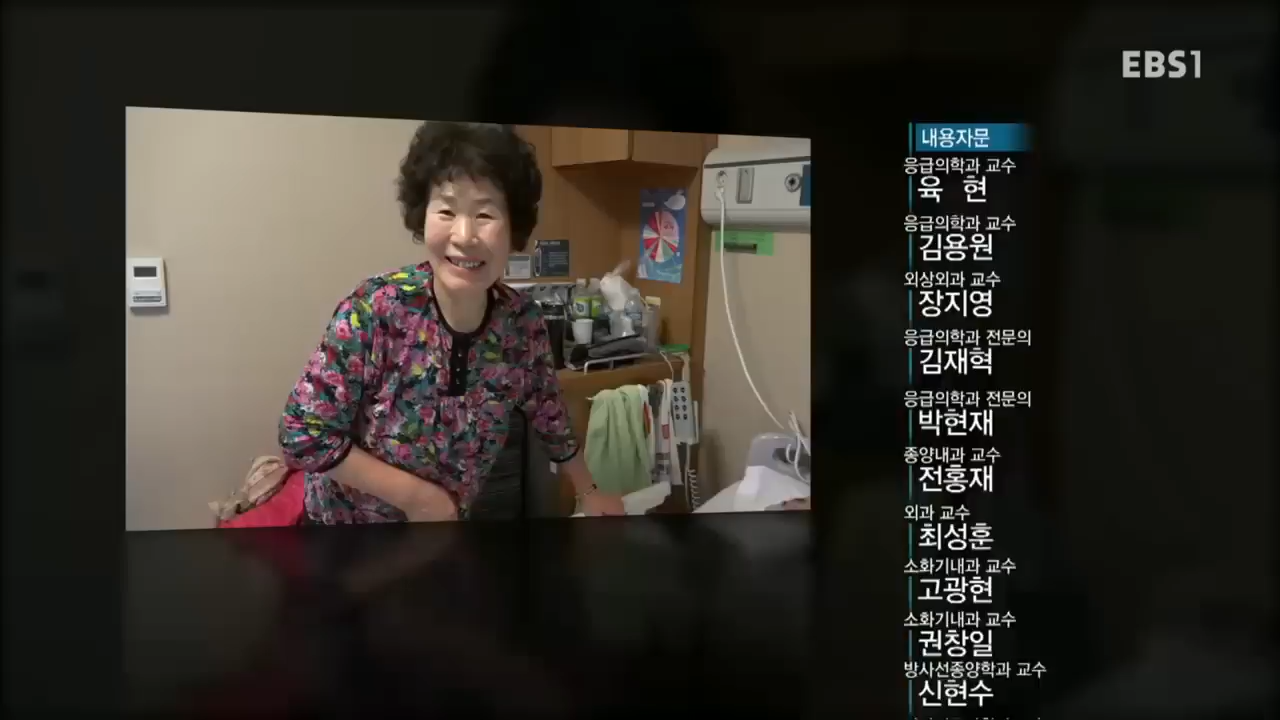 EBS1
내용자문
응급의학과 교수
육 현
응급의학과 교수
김용원
외상외과 교수
장지영
응급의학과 전문의
김재혁
응급의학과 전문의
박현재
종양내과 교수
전홍재
외과 교수
최성훈
소화기내과 교수
고광현
소화기내과 교수
권창일
방사선종양학과 교수
신현수